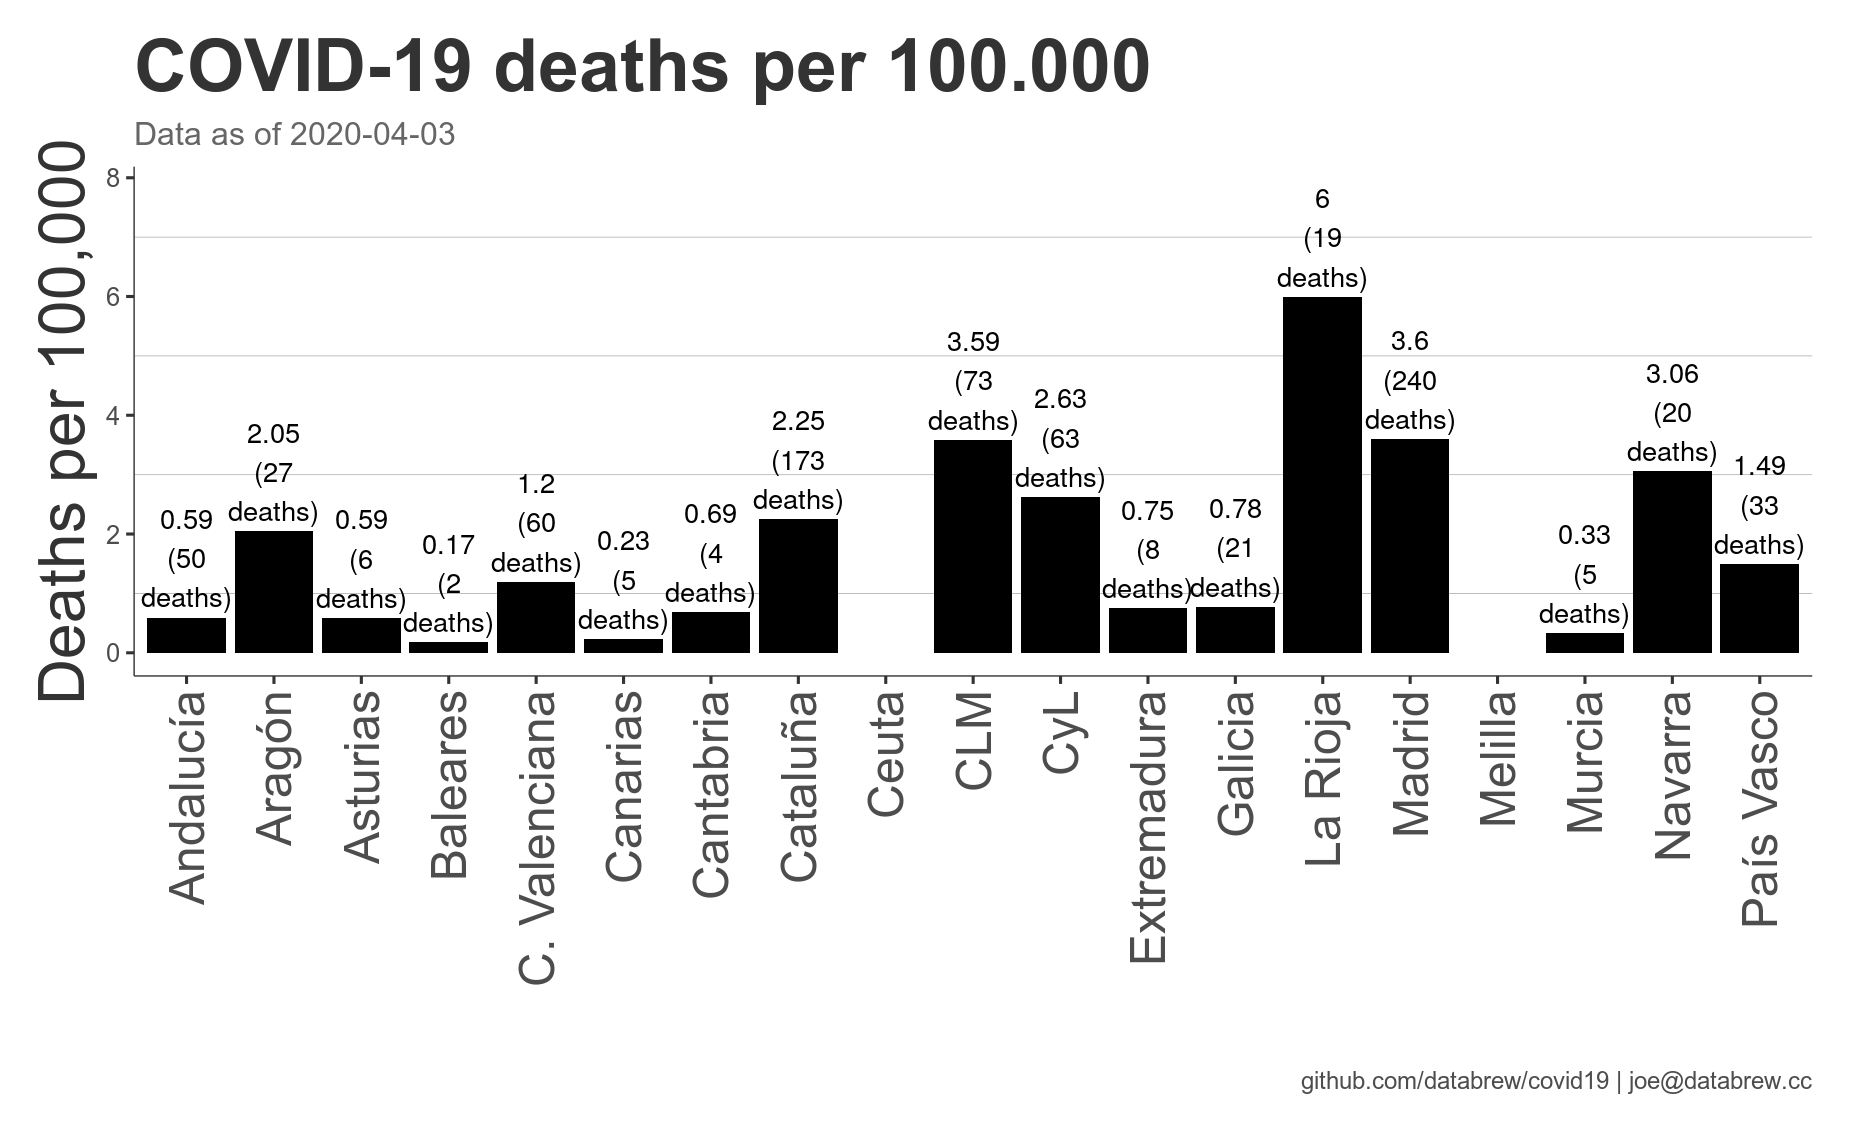 COVID-19 deaths per 100.000
Data as of 2020-04-03
Deaths per 100,000
8
6
4
2
0
0.59
(50
deaths)
2.05
(27
deaths)
0.59
(6
deaths)
0.17
(2
deaths)
1.2
(60
deaths)
0.23
(5
deaths)
0.69
(4
deaths)
2.25
(173
deaths)
3.59
(73
deaths)
2.63
(63
deaths)
0.75
(8
deaths)
0.78
(21
deaths)
6
(19
deaths)
3.6
(240
deaths)
0.33
(5
deaths)
3.06
(20
deaths)
1.49
(33
deaths)
Andalucía
Aragón
Asturias
Baleares
C. Valenciana
Canarias
Cantabria
Cataluña
Ceuta
CLM
CyL
Extremadura
Galicia
La Rioja
Madrid
Melilla
Murcia
Navarra
País Vasco
github.com/databrew/covid19 | joe@databrew.cc